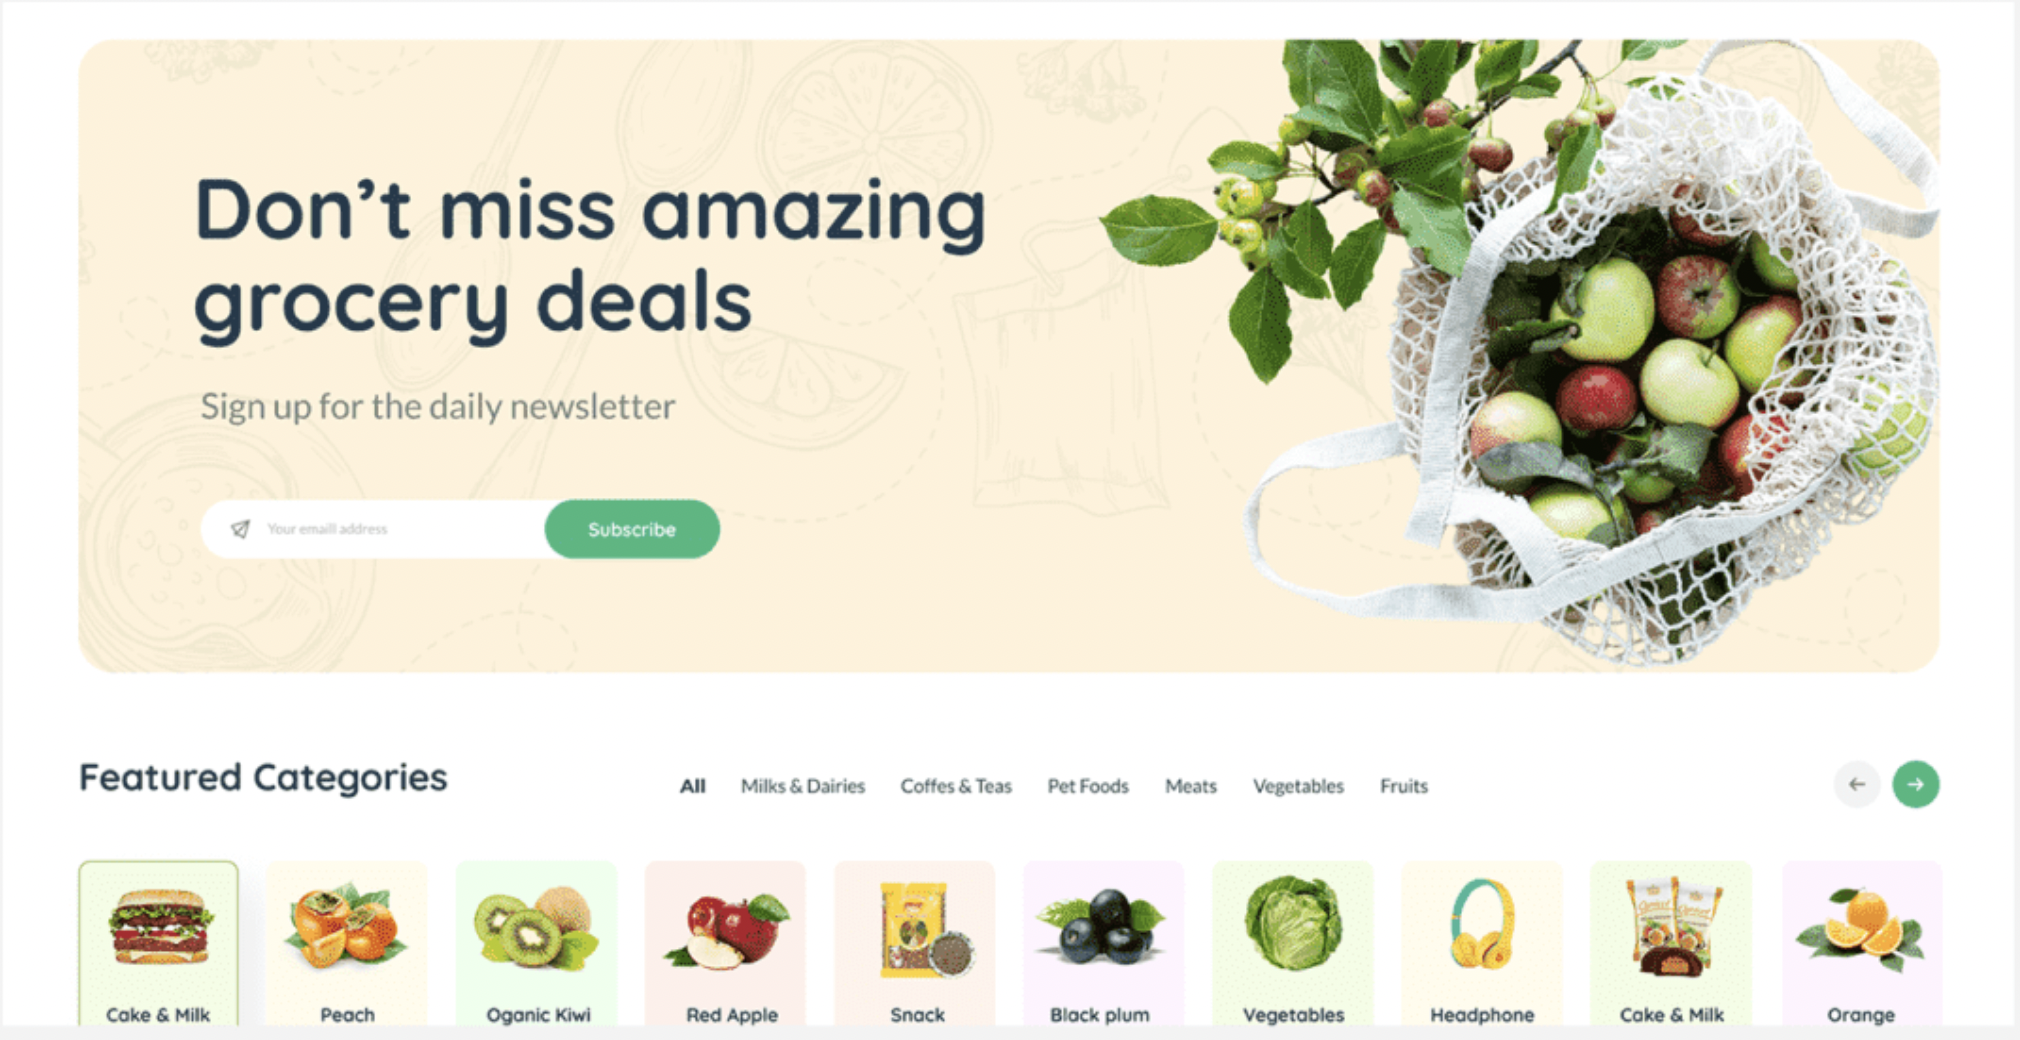 Don’t miss amazing
grocery deals
Sign up for the daily newsletter
Your emaill address
Subscribe
Featured Categories
All Milks & Dairies Coffes & Teas Pet Foods Meats Vegetables Fruits
Cake & Milk Peach Oganic Kiwi Red Apple Snack Black plum Vegetables Headphone Cake & Milk Orange